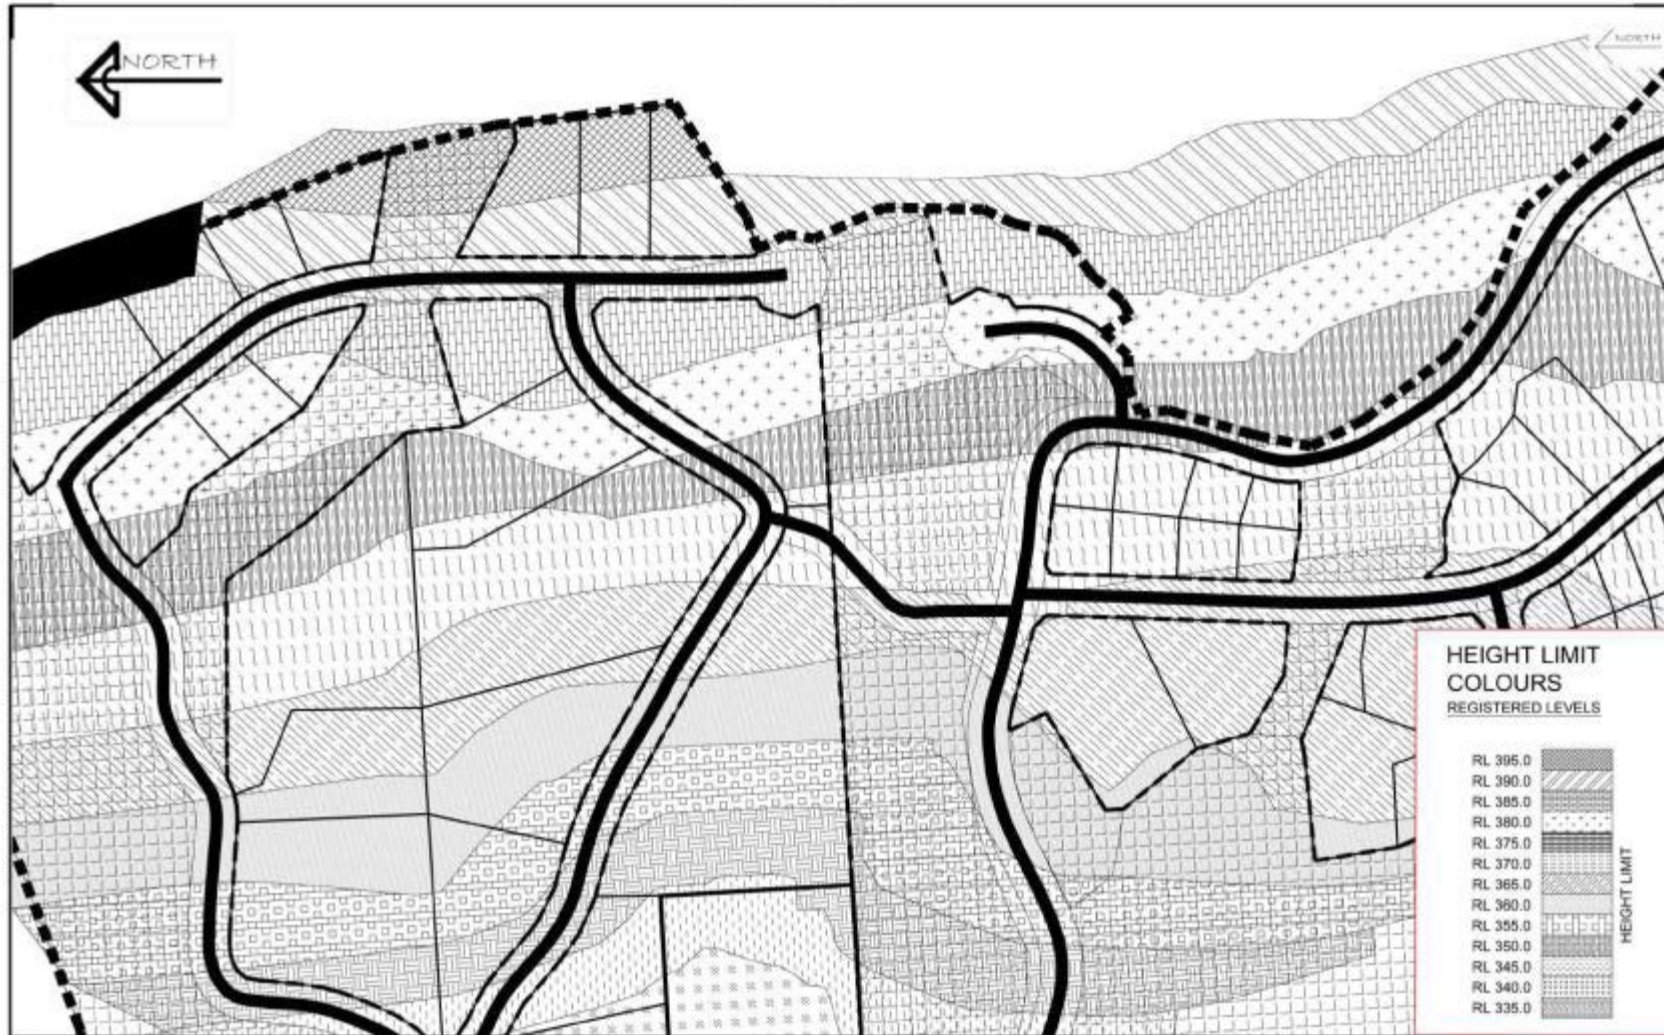 NORTH
NORTH
HEIGHT LIMIT
COLOURS
REGISTERED LEVELS
RL 395.0
RL 390.0
RL 385.0
RL 380.0
RL 375.0
RL 370.0
RL 365.0
RL 360.0
RL 355.0
RL 350.0
RL 345.0
RL 340.0
RL 335.0
HEIGHT LIMIT